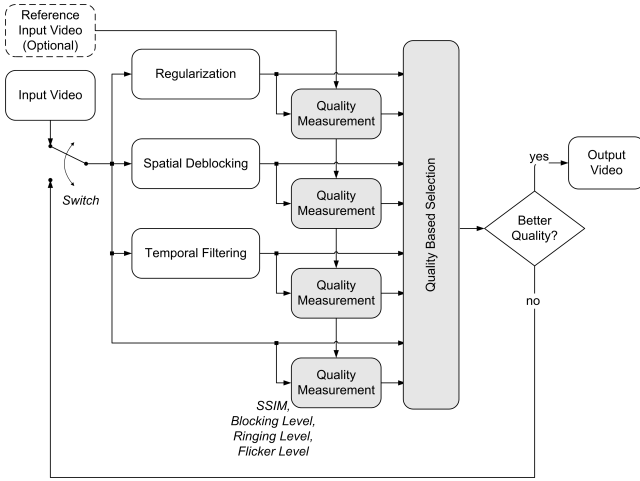 Reference
Input Video
(Optional)
Input Video
Switch
Regularization
Quality
Measurement
Spatial Deblocking
Quality
Measurement
Temporal Filtering
Quality
Measurement
Quality
Measurement
SSIM,
Blocking Level,
Ringing Level,
Flicker Level
Quality Based Selection
Better
Quality?
yes
Output
Video
no